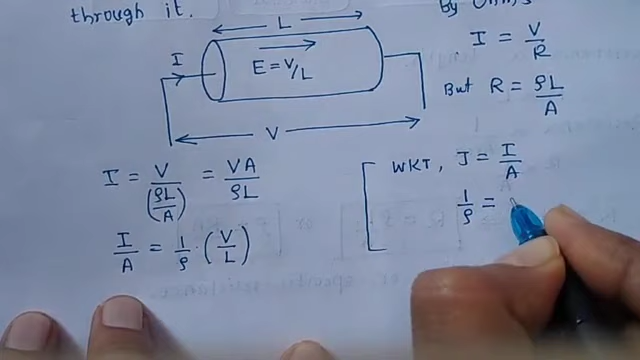 through it.
By Ohm's
L
I
E = V/L
V
I = V/R
But R = ρL/A
I = V/(ρL/A) = VA/ρL
I/A = 1/ρ (V/L)
WKT, J = I/A
1/ρ =